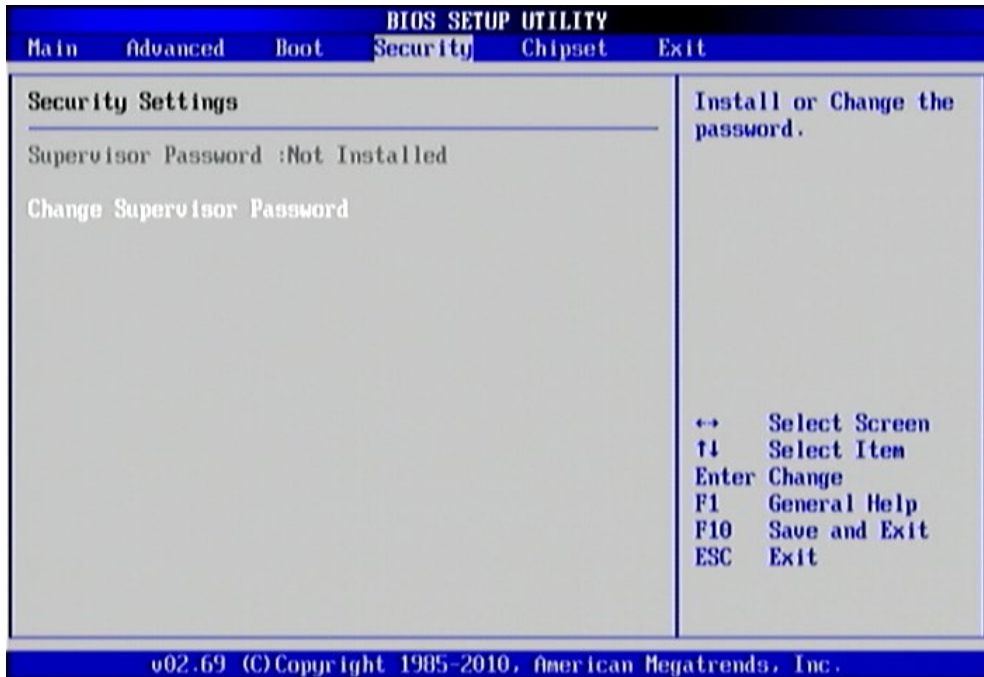 BIOS SETUP UTILITY
Main Advanced Boot Security Chipset Exit
Security Settings
Supervisor Password :Not Installed
Change Supervisor Password
Install or Change the
password.
↔ Select Screen
↑↓ Select Item
Enter Change
F1 General Help
F10 Save and Exit
ESC Exit
v02.69 (C)Copyright 1985-2010, American Megatrends, Inc.